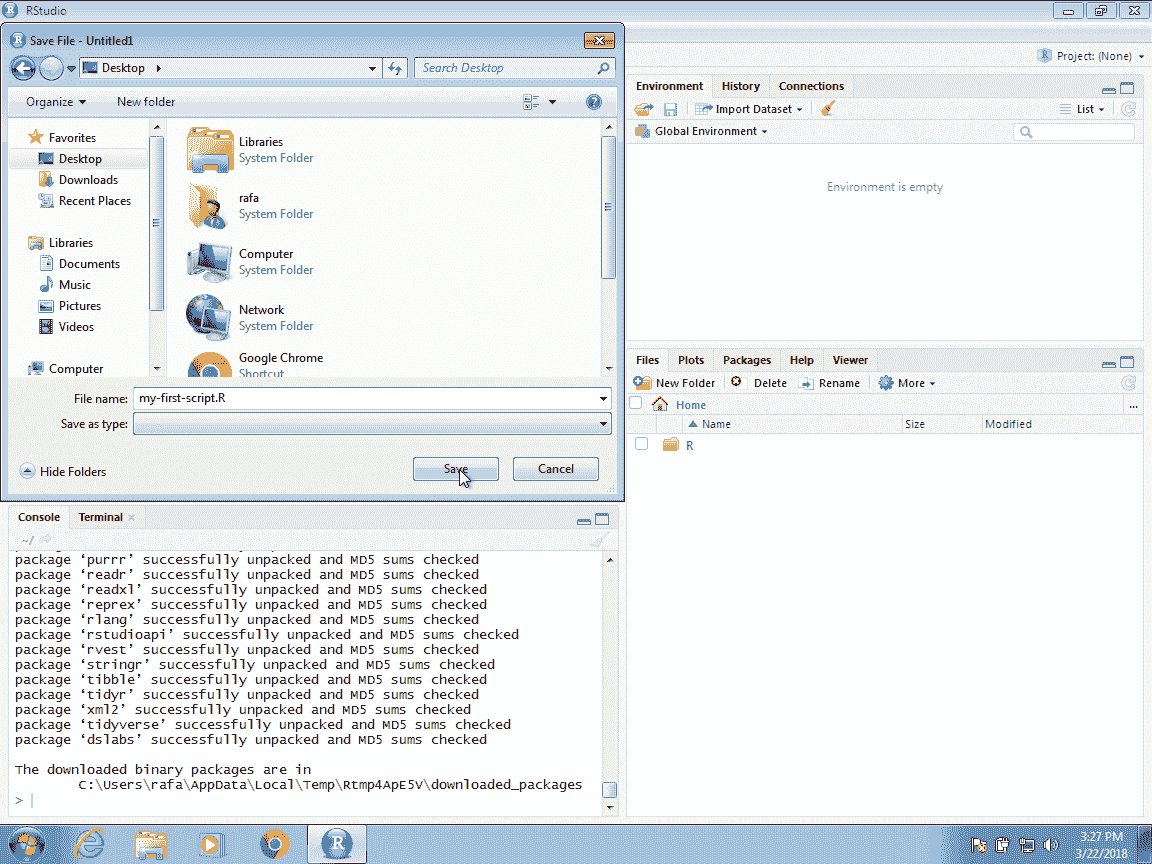 RStudio
Save File - Untitled1
Desktop
Search Desktop
Organize
New folder
Favorites
Desktop
Downloads
Recent Places
Libraries
Documents
Music
Pictures
Videos
Computer
Libraries
System Folder
rafa
System Folder
Computer
System Folder
Network
System Folder
Google Chrome
Shortcut
File name: my-first-script.R
Save as type:
Hide Folders
Save
Cancel
Project: (None)
Environment History Connections
Import Dataset
List
Global Environment
Environment is empty
Files Plots Packages Help Viewer
New Folder Delete Rename More
Home ...
Name Size Modified
R
Console Terminal
~/
package ‘purrr’ successfully unpacked and MD5 sums checked
package ‘readr’ successfully unpacked and MD5 sums checked
package ‘readxl’ successfully unpacked and MD5 sums checked
package ‘reprex’ successfully unpacked and MD5 sums checked
package ‘rlang’ successfully unpacked and MD5 sums checked
package ‘rstudioapi’ successfully unpacked and MD5 sums checked
package ‘rvest’ successfully unpacked and MD5 sums checked
package ‘stringr’ successfully unpacked and MD5 sums checked
package ‘tibble’ successfully unpacked and MD5 sums checked
package ‘tidyr’ successfully unpacked and MD5 sums checked
package ‘xml2’ successfully unpacked and MD5 sums checked
package ‘tidyverse’ successfully unpacked and MD5 sums checked
package ‘dslabs’ successfully unpacked and MD5 sums checked
The downloaded binary packages are in
C:\Users\rafa\AppData\Local\Temp\Rtmp4ApE5V\downloaded_packages
>
3:27 PM
3/22/2018